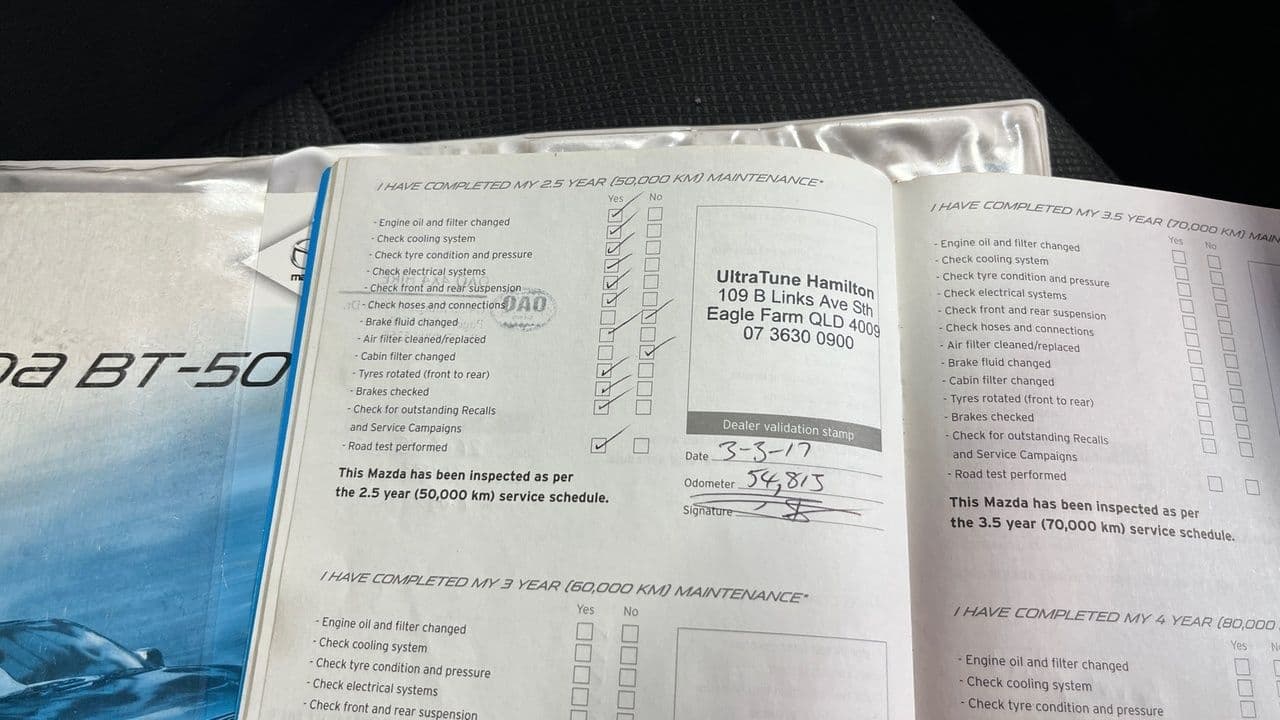 I HAVE COMPLETED MY 2.5 YEAR (50,000 KM) MAINTENANCE*
Yes No
- Engine oil and filter changed
- Check cooling system
- Check tyre condition and pressure
- Check electrical systems
- Check front and rear suspension
- Check hoses and connections
- Brake fluid changed
- Air filter cleaned/replaced
- Cabin filter changed
- Tyres rotated (front to rear)
- Brakes checked
- Check for outstanding Recalls
and Service Campaigns
- Road test performed
This Mazda has been inspected as per
the 2.5 year (50,000 km) service schedule.
UltraTune Hamilton
109 B Links Ave Sth
Eagle Farm QLD 4009
07 3630 0900
Dealer validation stamp
Date 3-3-17
Odometer 54,815
Signature
I HAVE COMPLETED MY 3 YEAR (60,000 KM) MAINTENANCE*
Yes No
- Engine oil and filter changed
- Check cooling system
- Check tyre condition and pressure
- Check electrical systems
- Check front and rear suspension
I HAVE COMPLETED MY 3.5 YEAR (70,000 KM) MAIN
Yes No
- Engine oil and filter changed
- Check cooling system
- Check tyre condition and pressure
- Check electrical systems
- Check front and rear suspension
- Check hoses and connections
- Air filter cleaned/replaced
- Brake fluid changed
- Cabin filter changed
- Tyres rotated (front to rear)
- Brakes checked
- Check for outstanding Recalls
and Service Campaigns
- Road test performed
This Mazda has been inspected as per
the 3.5 year (70,000 km) service schedule.
I HAVE COMPLETED MY 4 YEAR (80,000
Yes
- Engine oil and filter changed
- Check cooling system
- Check tyre condition and pressure
da BT-50